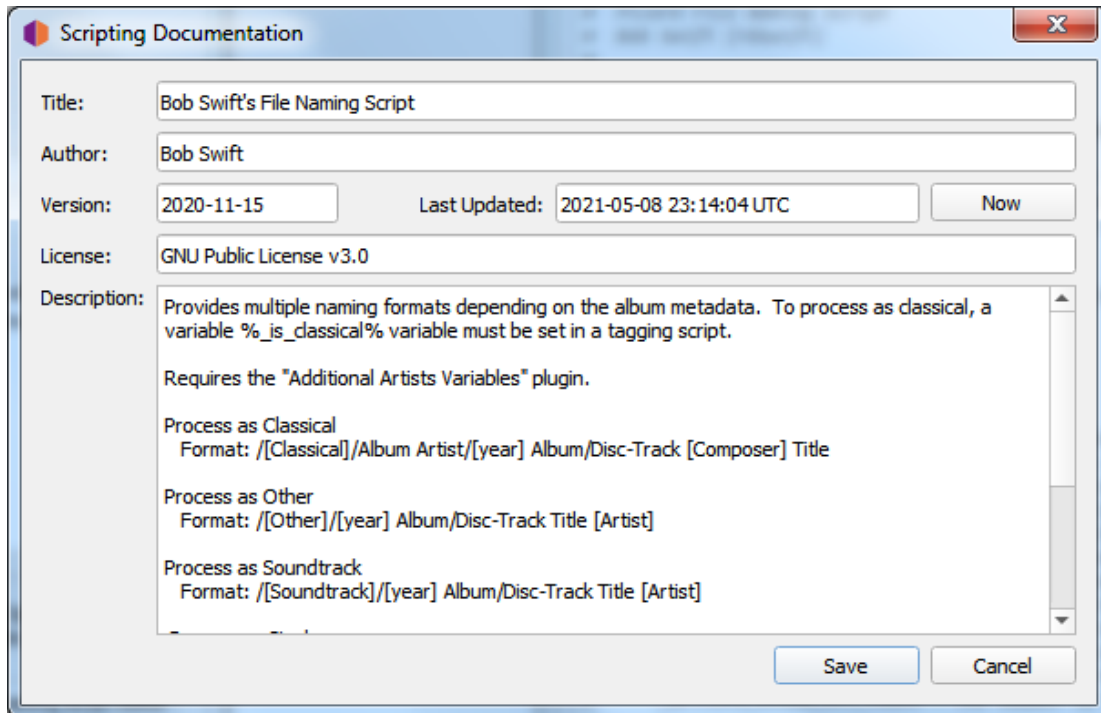 Scripting Documentation
Title: Bob Swift's File Naming Script
Author: Bob Swift
Version: 2020-11-15 Last Updated: 2021-05-08 23:14:04 UTC Now
License: GNU Public License v3.0
Description: Provides multiple naming formats depending on the album metadata.  To process as classical, a
variable %_is_classical% variable must be set in a tagging script.
Requires the "Additional Artists Variables" plugin.
Process as Classical
Format: /[Classical]/Album Artist/[year] Album/Disc-Track [Composer] Title
Process as Other
Format: /[Other]/[year] Album/Disc-Track Title [Artist]
Process as Soundtrack
Format: /[Soundtrack]/[year] Album/Disc-Track Title [Artist]
Save Cancel